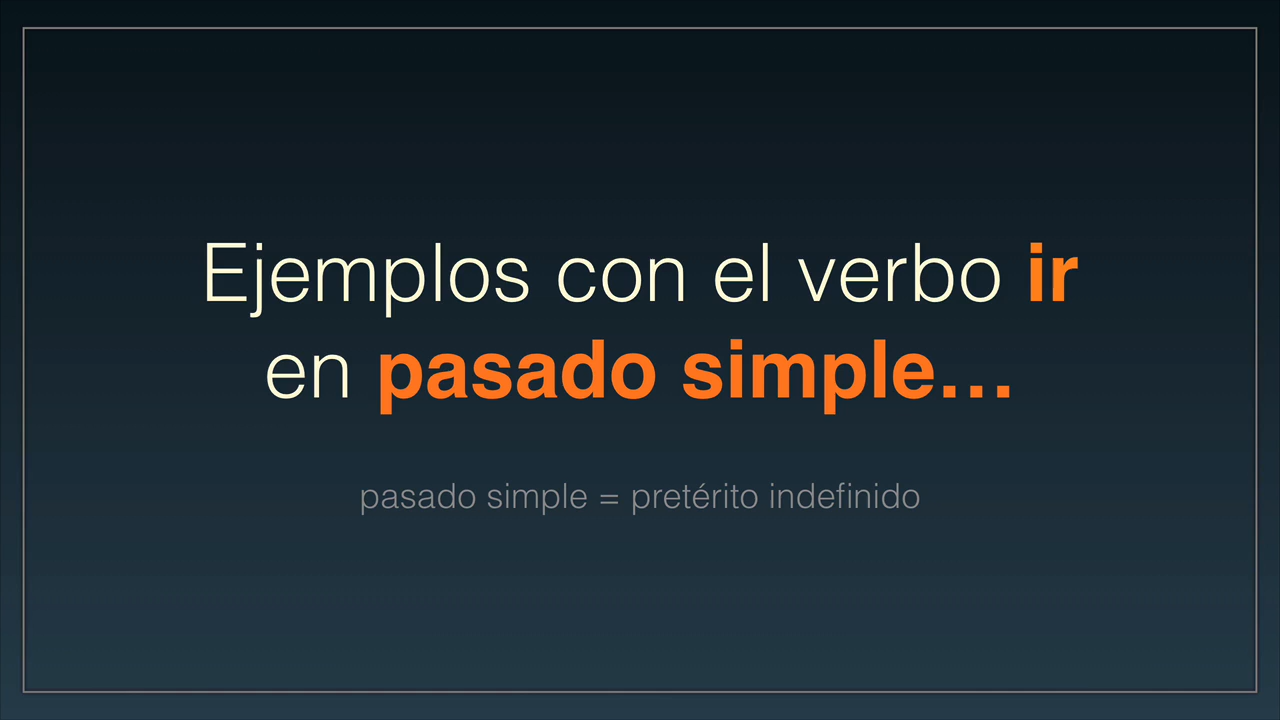 Ejemplos con el verbo ir
en pasado simple...
pasado simple = pretérito indefinido